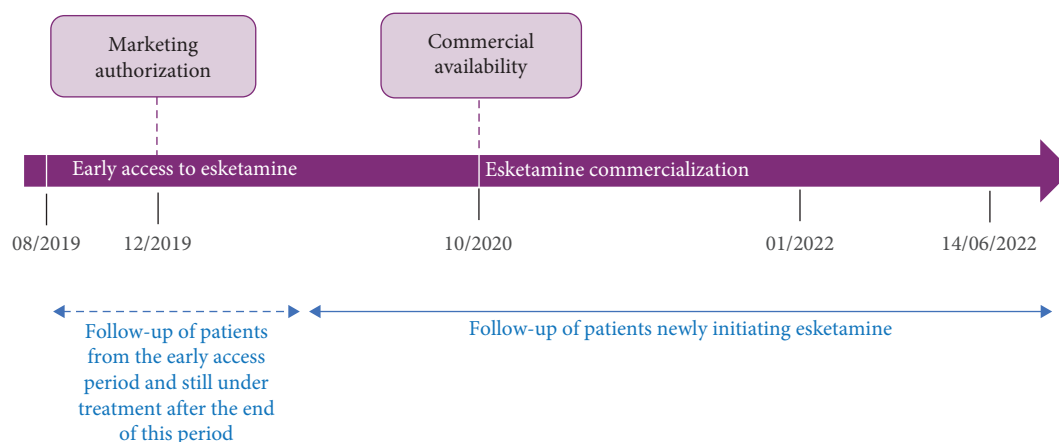 Marketing
authorization
Commercial
availability
Early access to esketamine
Esketamine commercialization
08/2019
12/2019
10/2020
01/2022
14/06/2022
Follow-up of patients
from the early access
period and still under
treatment after the end
of this period
Follow-up of patients newly initiating esketamine